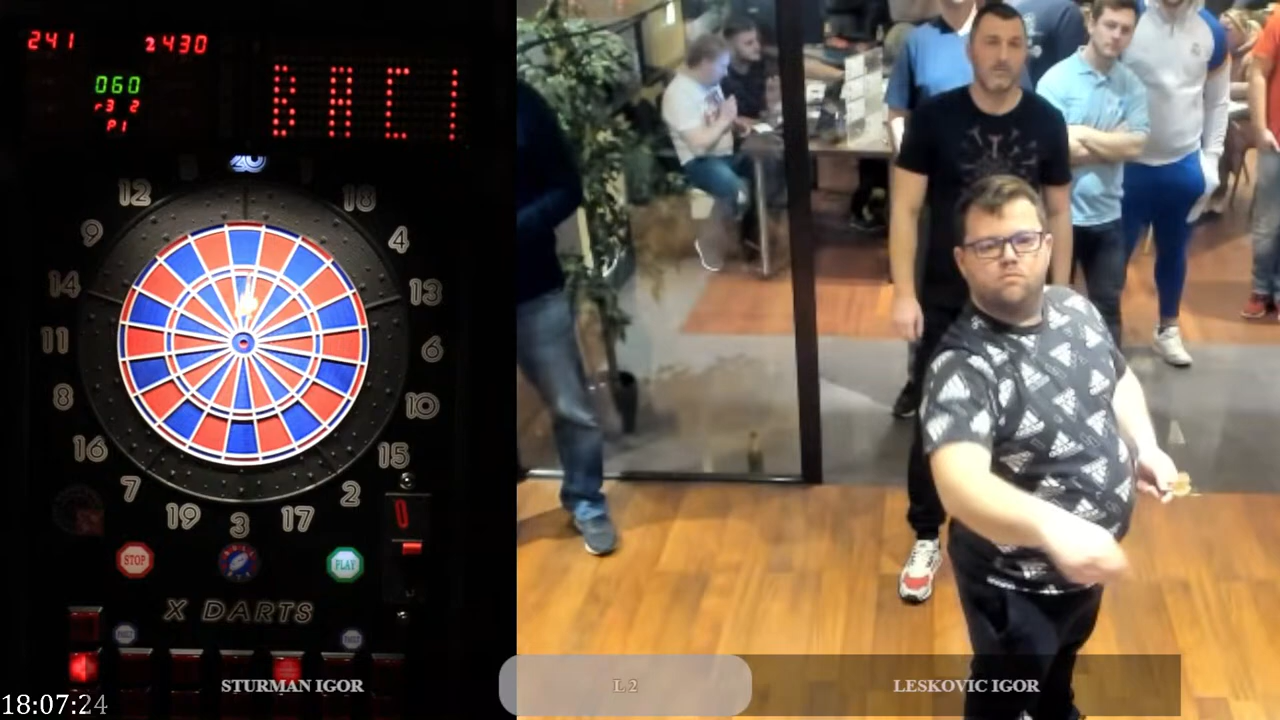 241
2430
060
r3 2
P1
BAC1
20
12
18
9
4
14
13
11
6
8
10
16
15
7
2
19
3
17
0
STOP
PLAY
X DARTS
STURMAN IGOR
L 2
LESKOVIC IGOR
18:07:24